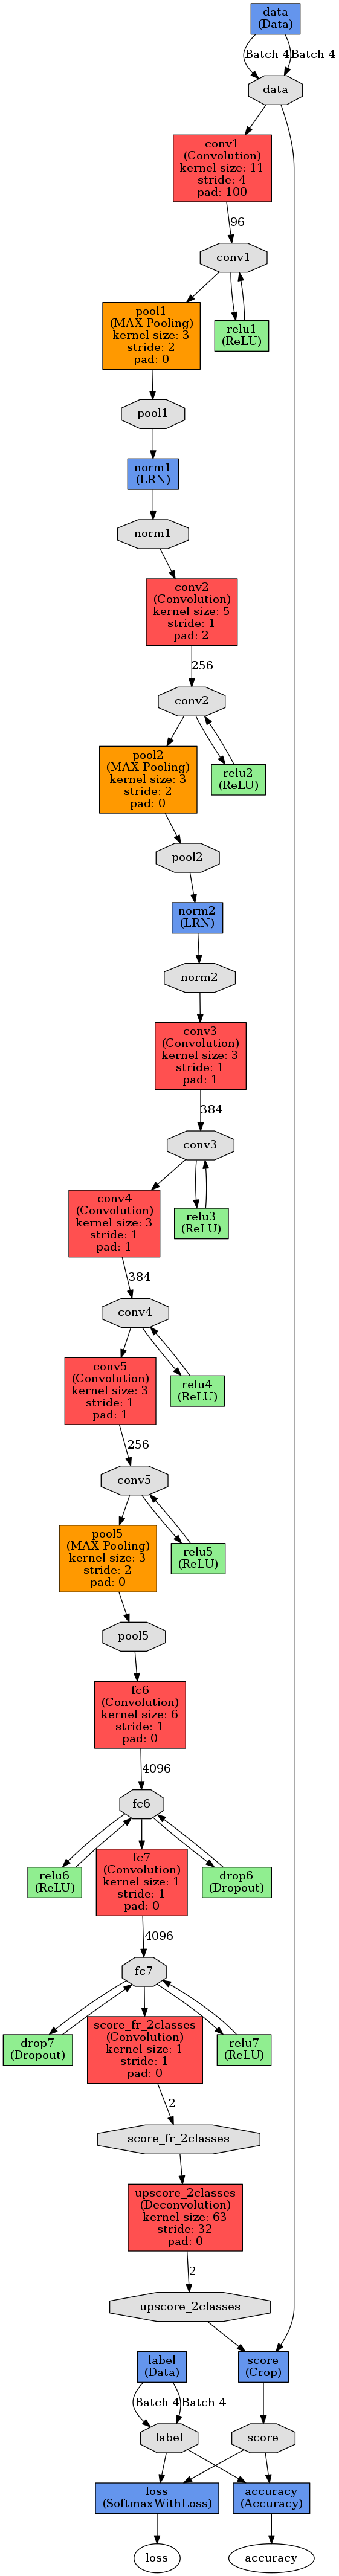 data
(Data)
Batch 4
Batch 4
data
conv1
(Convolution)
kernel size: 11
stride: 4
pad: 100
96
conv1
pool1
(MAX Pooling)
kernel size: 3
stride: 2
pad: 0
relu1
(ReLU)
pool1
norm1
(LRN)
norm1
conv2
(Convolution)
kernel size: 5
stride: 1
pad: 2
256
conv2
pool2
(MAX Pooling)
kernel size: 3
stride: 2
pad: 0
relu2
(ReLU)
pool2
norm2
(LRN)
norm2
conv3
(Convolution)
kernel size: 3
stride: 1
pad: 1
384
conv3
conv4
(Convolution)
kernel size: 3
stride: 1
pad: 1
relu3
(ReLU)
384
conv4
conv5
(Convolution)
kernel size: 3
stride: 1
pad: 1
relu4
(ReLU)
256
conv5
pool5
(MAX Pooling)
kernel size: 3
stride: 2
pad: 0
relu5
(ReLU)
pool5
fc6
(Convolution)
kernel size: 6
stride: 1
pad: 0
4096
fc6
relu6
(ReLU)
fc7
(Convolution)
kernel size: 1
stride: 1
pad: 0
drop6
(Dropout)
4096
fc7
drop7
(Dropout)
score_fr_2classes
(Convolution)
kernel size: 1
stride: 1
pad: 0
relu7
(ReLU)
2
score_fr_2classes
upscore_2classes
(Deconvolution)
kernel size: 63
stride: 32
pad: 0
2
upscore_2classes
label
(Data)
score
(Crop)
Batch 4
Batch 4
label
score
loss
(SoftmaxWithLoss)
accuracy
(Accuracy)
loss
accuracy